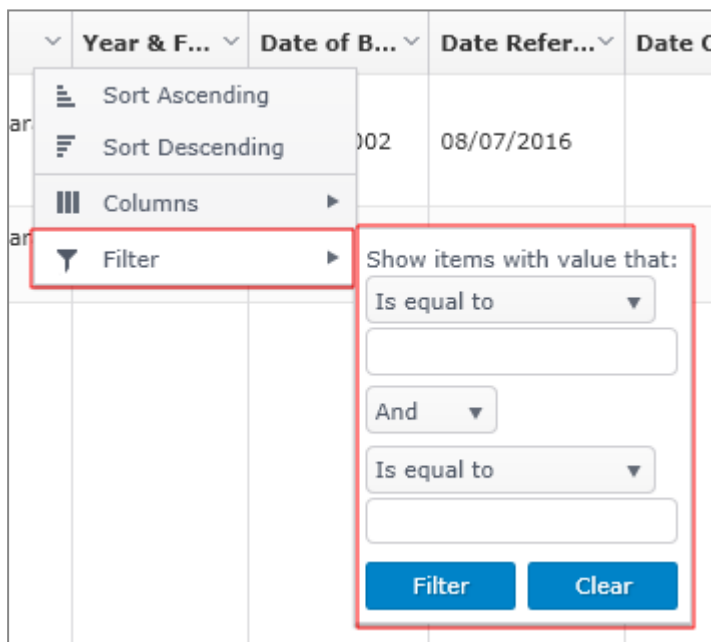 Year & F... Date of B... Date Refer... Date
Sort Ascending
Sort Descending
002 08/07/2016
Columns
Filter
Show items with value that:
Is equal to
And
Is equal to
Filter Clear